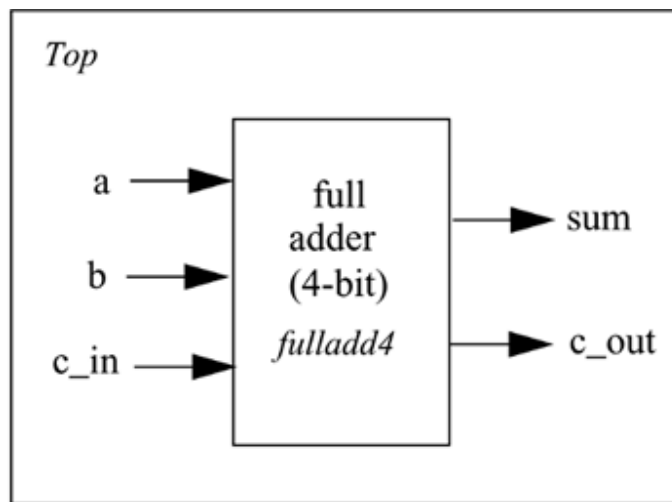 Top
a
b
c_in
full
adder
(4-bit)
fulladd4
sum
c_out